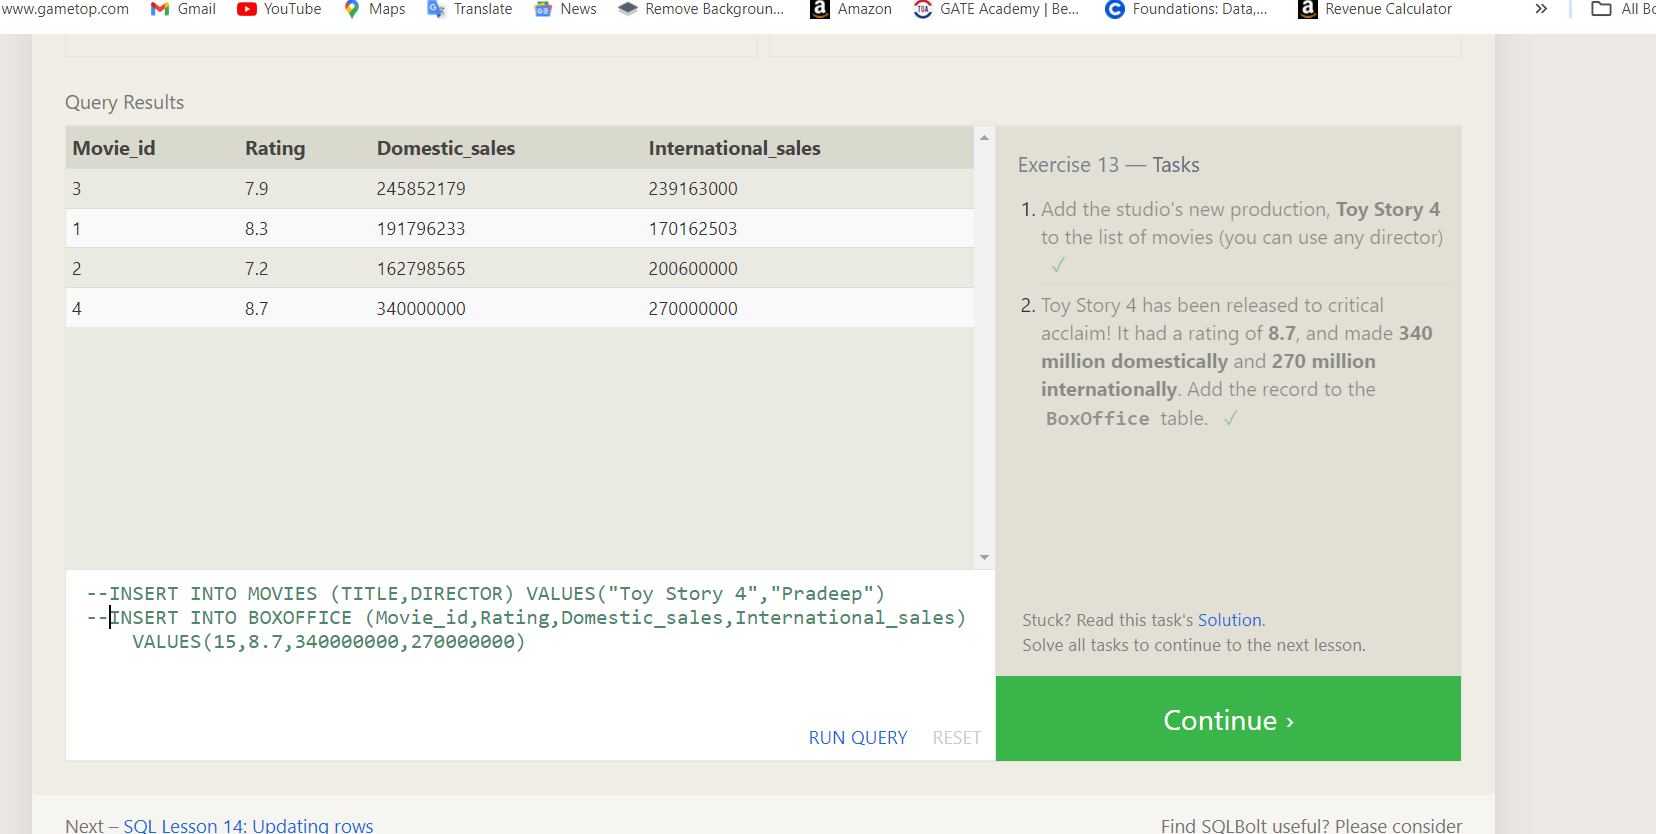 www.gametop.com Gmail YouTube Maps Translate News Remove Backgroun... Amazon GATE Academy | Be... Foundations: Data,... Revenue Calculator » All Bo
Query Results
Movie_id Rating Domestic_sales International_sales
3 7.9 245852179 239163000
1 8.3 191796233 170162503
2 7.2 162798565 200600000
4 8.7 340000000 270000000
Exercise 13 — Tasks
1. Add the studio's new production, Toy Story 4
to the list of movies (you can use any director)
✓
2. Toy Story 4 has been released to critical
acclaim! It had a rating of 8.7, and made 340
million domestically and 270 million
internationally. Add the record to the
BoxOffice table. ✓
--INSERT INTO MOVIES (TITLE,DIRECTOR) VALUES("Toy Story 4","Pradeep")
--INSERT INTO BOXOFFICE (Movie_id,Rating,Domestic_sales,International_sales)
VALUES(15,8.7,340000000,270000000)
RUN QUERY RESET
Stuck? Read this task's Solution.
Solve all tasks to continue to the next lesson.
Continue ›
Next – SQL Lesson 14: Updating rows
Find SQLBolt useful? Please consider